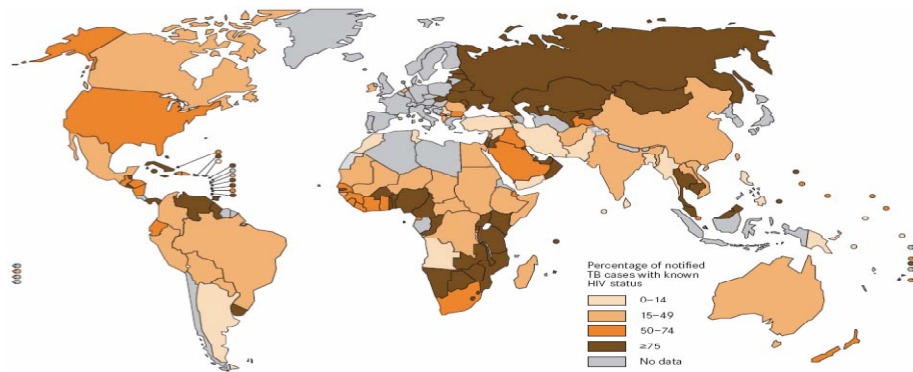 Percentage of notified
TB cases with known
HIV status
0–14
15–49
50–74
≥75
No data